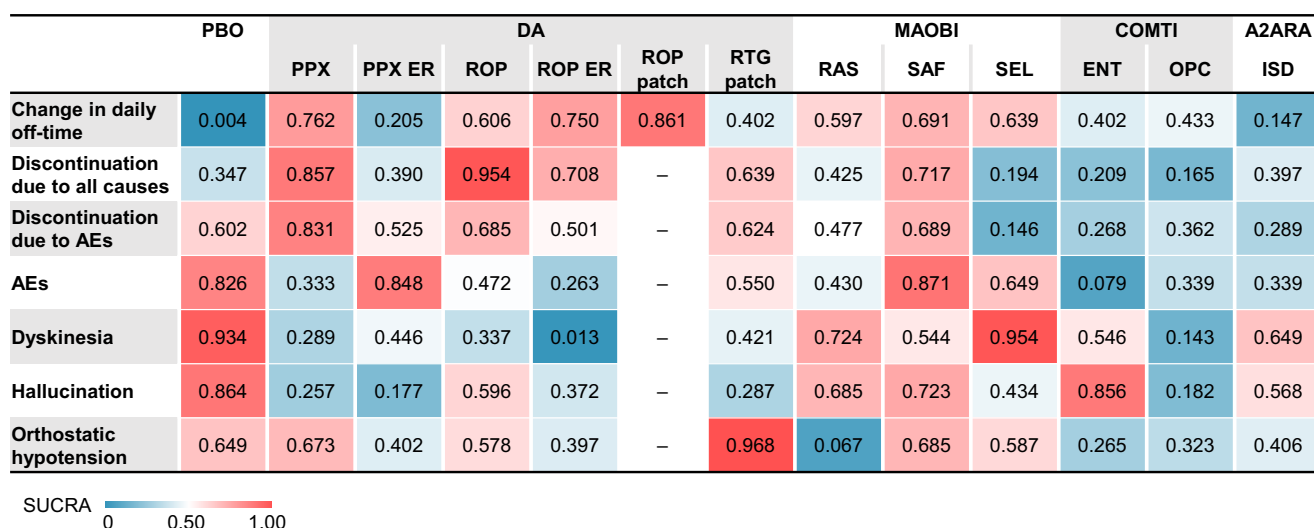 PBO DA MAOBI COMTI A2ARA
PPX PPX ER ROP ROP ER ROP patch RTG patch RAS SAF SEL ENT OPC ISD
Change in daily off-time 0.004 0.762 0.205 0.606 0.750 0.861 0.402 0.597 0.691 0.639 0.402 0.433 0.147
Discontinuation due to all causes 0.347 0.857 0.390 0.954 0.708 – 0.639 0.425 0.717 0.194 0.209 0.165 0.397
Discontinuation due to AEs 0.602 0.831 0.525 0.685 0.501 – 0.624 0.477 0.689 0.146 0.268 0.362 0.289
AEs 0.826 0.333 0.848 0.472 0.263 – 0.550 0.430 0.871 0.649 0.079 0.339 0.339
Dyskinesia 0.934 0.289 0.446 0.337 0.013 – 0.421 0.724 0.544 0.954 0.546 0.143 0.649
Hallucination 0.864 0.257 0.177 0.596 0.372 – 0.287 0.685 0.723 0.434 0.856 0.182 0.568
Orthostatic hypotension 0.649 0.673 0.402 0.578 0.397 – 0.968 0.067 0.685 0.587 0.265 0.323 0.406
SUCRA
0 0.50 1.00